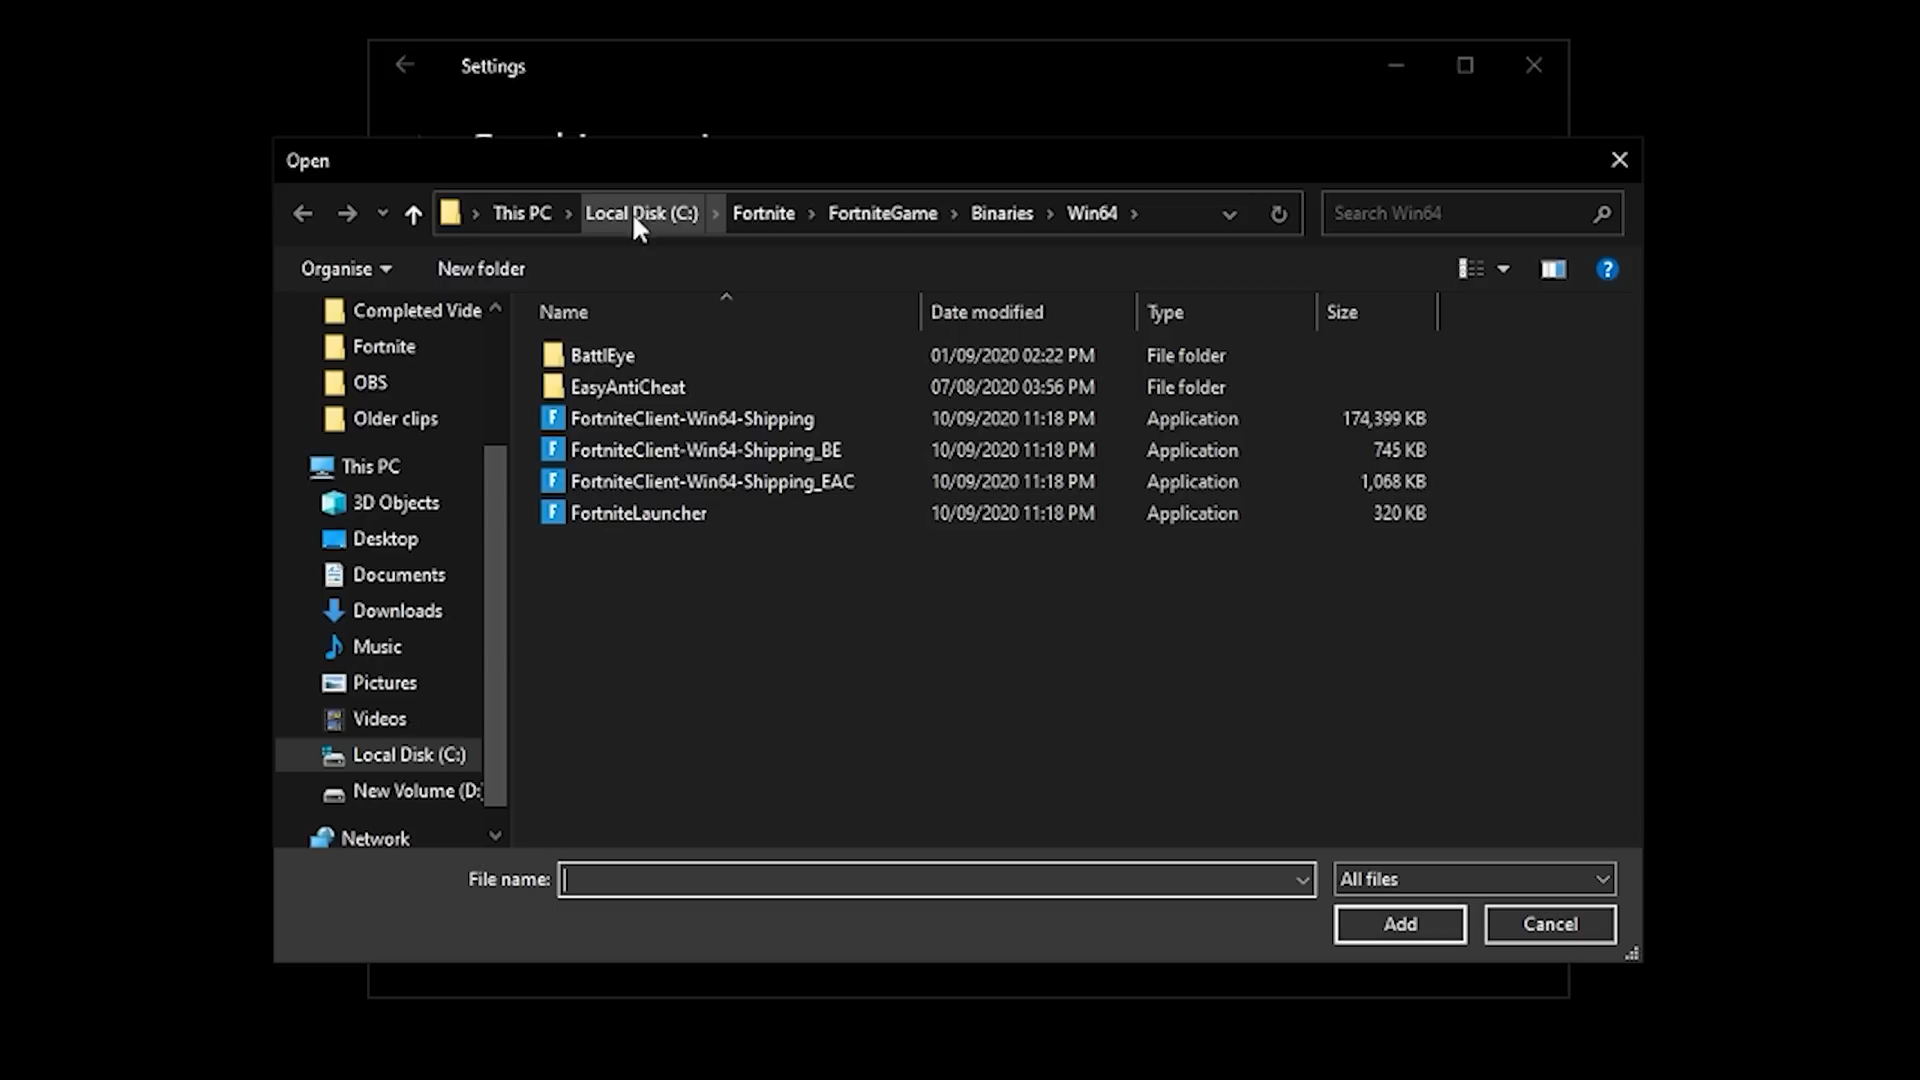 Settings
Open
This PC
Local Disk (C:)
Fortnite
FortniteGame
Binaries
Win64
Search Win64
Organise
New folder
Name
Date modified
Type
Size
Completed Vide
Fortnite
OBS
Older clips
This PC
3D Objects
Desktop
Documents
Downloads
Music
Pictures
Videos
Local Disk (C:)
New Volume (D:
Network
BattlEye 01/09/2020 02:22 PM File folder
EasyAntiCheat 07/08/2020 03:56 PM File folder
FortniteClient-Win64-Shipping 10/09/2020 11:18 PM Application 174,399 KB
FortniteClient-Win64-Shipping_BE 10/09/2020 11:18 PM Application 745 KB
FortniteClient-Win64-Shipping_EAC 10/09/2020 11:18 PM Application 1,068 KB
FortniteLauncher 10/09/2020 11:18 PM Application 320 KB
File name:
All files
Add
Cancel